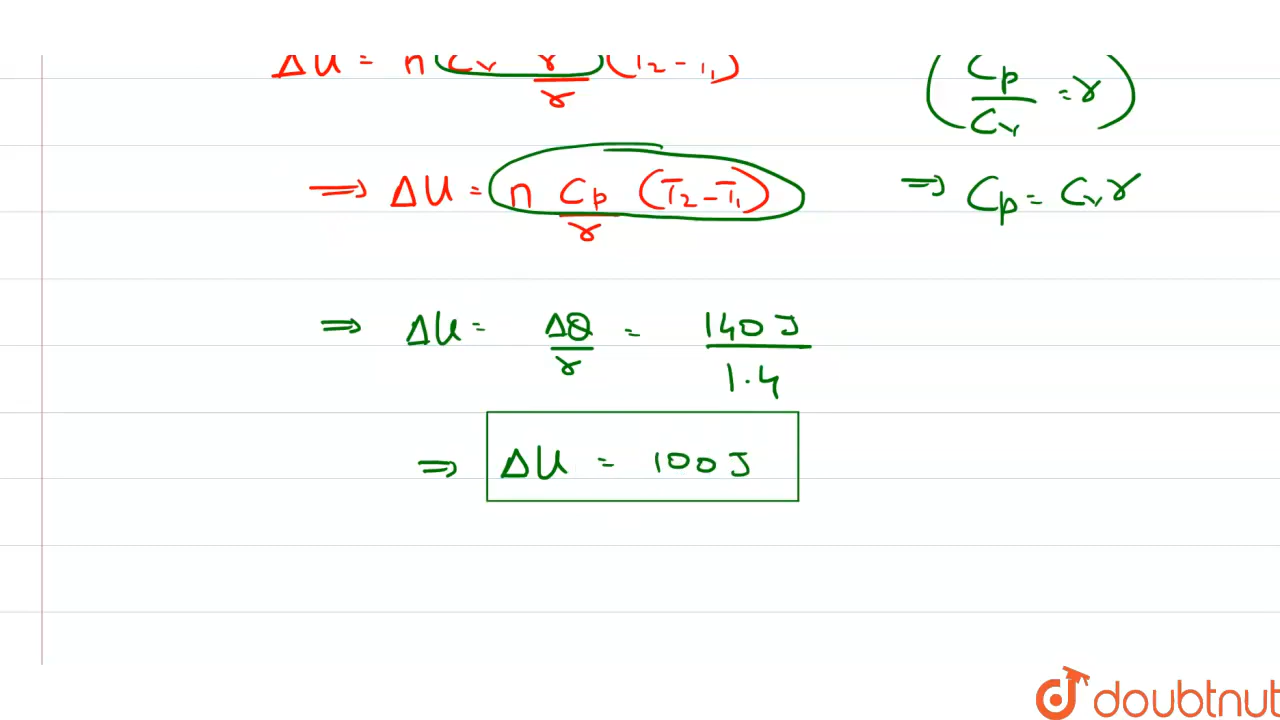 ΔU = n Cv γ/γ (T2 - T1)
(Cp/Cv = γ)
⇒ ΔU = n Cp/γ (T2 - T1)
⇒ Cp = Cvγ
⇒ ΔU = ΔQ/γ = 140 J/1.4
⇒ ΔU = 100 J
doubtnut